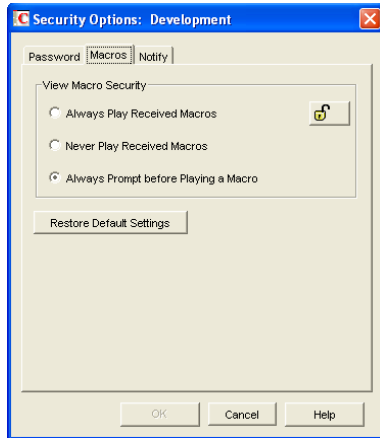 Security Options: Development
Password Macros Notify
View Macro Security
Always Play Received Macros
Never Play Received Macros
Always Prompt before Playing a Macro
Restore Default Settings
OK Cancel Help